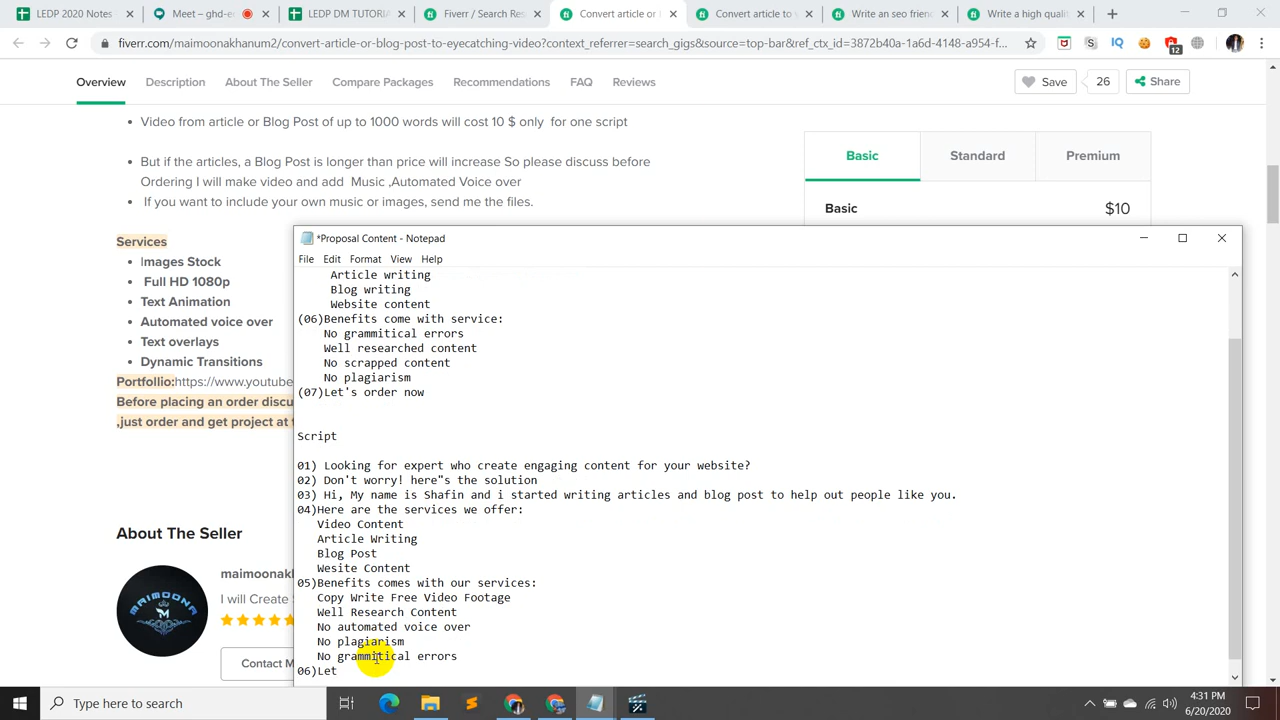 LEDP 2020 Notes
Meet – ghd-e
LEDP DM TUTORIA
Fiverr / Search Res
Convert article or
Convert article to
Write an seo frien
Write a high qualit
fiverr.com/maimoonakhanum2/convert-article-or-blog-post-to-eyecatching-video?context_referrer=search_gigs&source=top-bar&ref_ctx_id=3872b40a-1a6d-4148-a954-f...
12
Overview
Description
About The Seller
Compare Packages
Recommendations
FAQ
Reviews
Save
26
Share
• Video from article or Blog Post of up to 1000 words will cost 10 $ only for one script
• But if the articles, a Blog Post is longer than price will increase So please discuss before
Ordering I will make video and add Music ,Automated Voice over
• If you want to include your own music or images, send me the files.
Basic
Standard
Premium
Basic
$10
Services
• Images Stock
• Full HD 1080p
• Text Animation
• Automated voice over
• Text overlays
• Dynamic Transitions
Portfollio:https://www.youtube
Before placing an order discu
,just order and get project at t
About The Seller
maimoonakh
I will Create S
Contact M
*Proposal Content - Notepad
File Edit Format View Help
Article writing
Blog writing
Website content
(06)Benefits come with service:
No grammitical errors
Well researched content
No scrapped content
No plagiarism
(07)Let's order now
Script
01) Looking for expert who create engaging content for your website?
02) Don't worry! here"s the solution
03) Hi, My name is Shafin and i started writing articles and blog post to help out people like you.
04)Here are the services we offer:
Video Content
Article Writing
Blog Post
Wesite Content
05)Benefits comes with our services:
Copy Write Free Video Footage
Well Research Content
No automated voice over
No plagiarism
No grammitical errors
06)Let
Type here to search
4:31 PM
6/20/2020